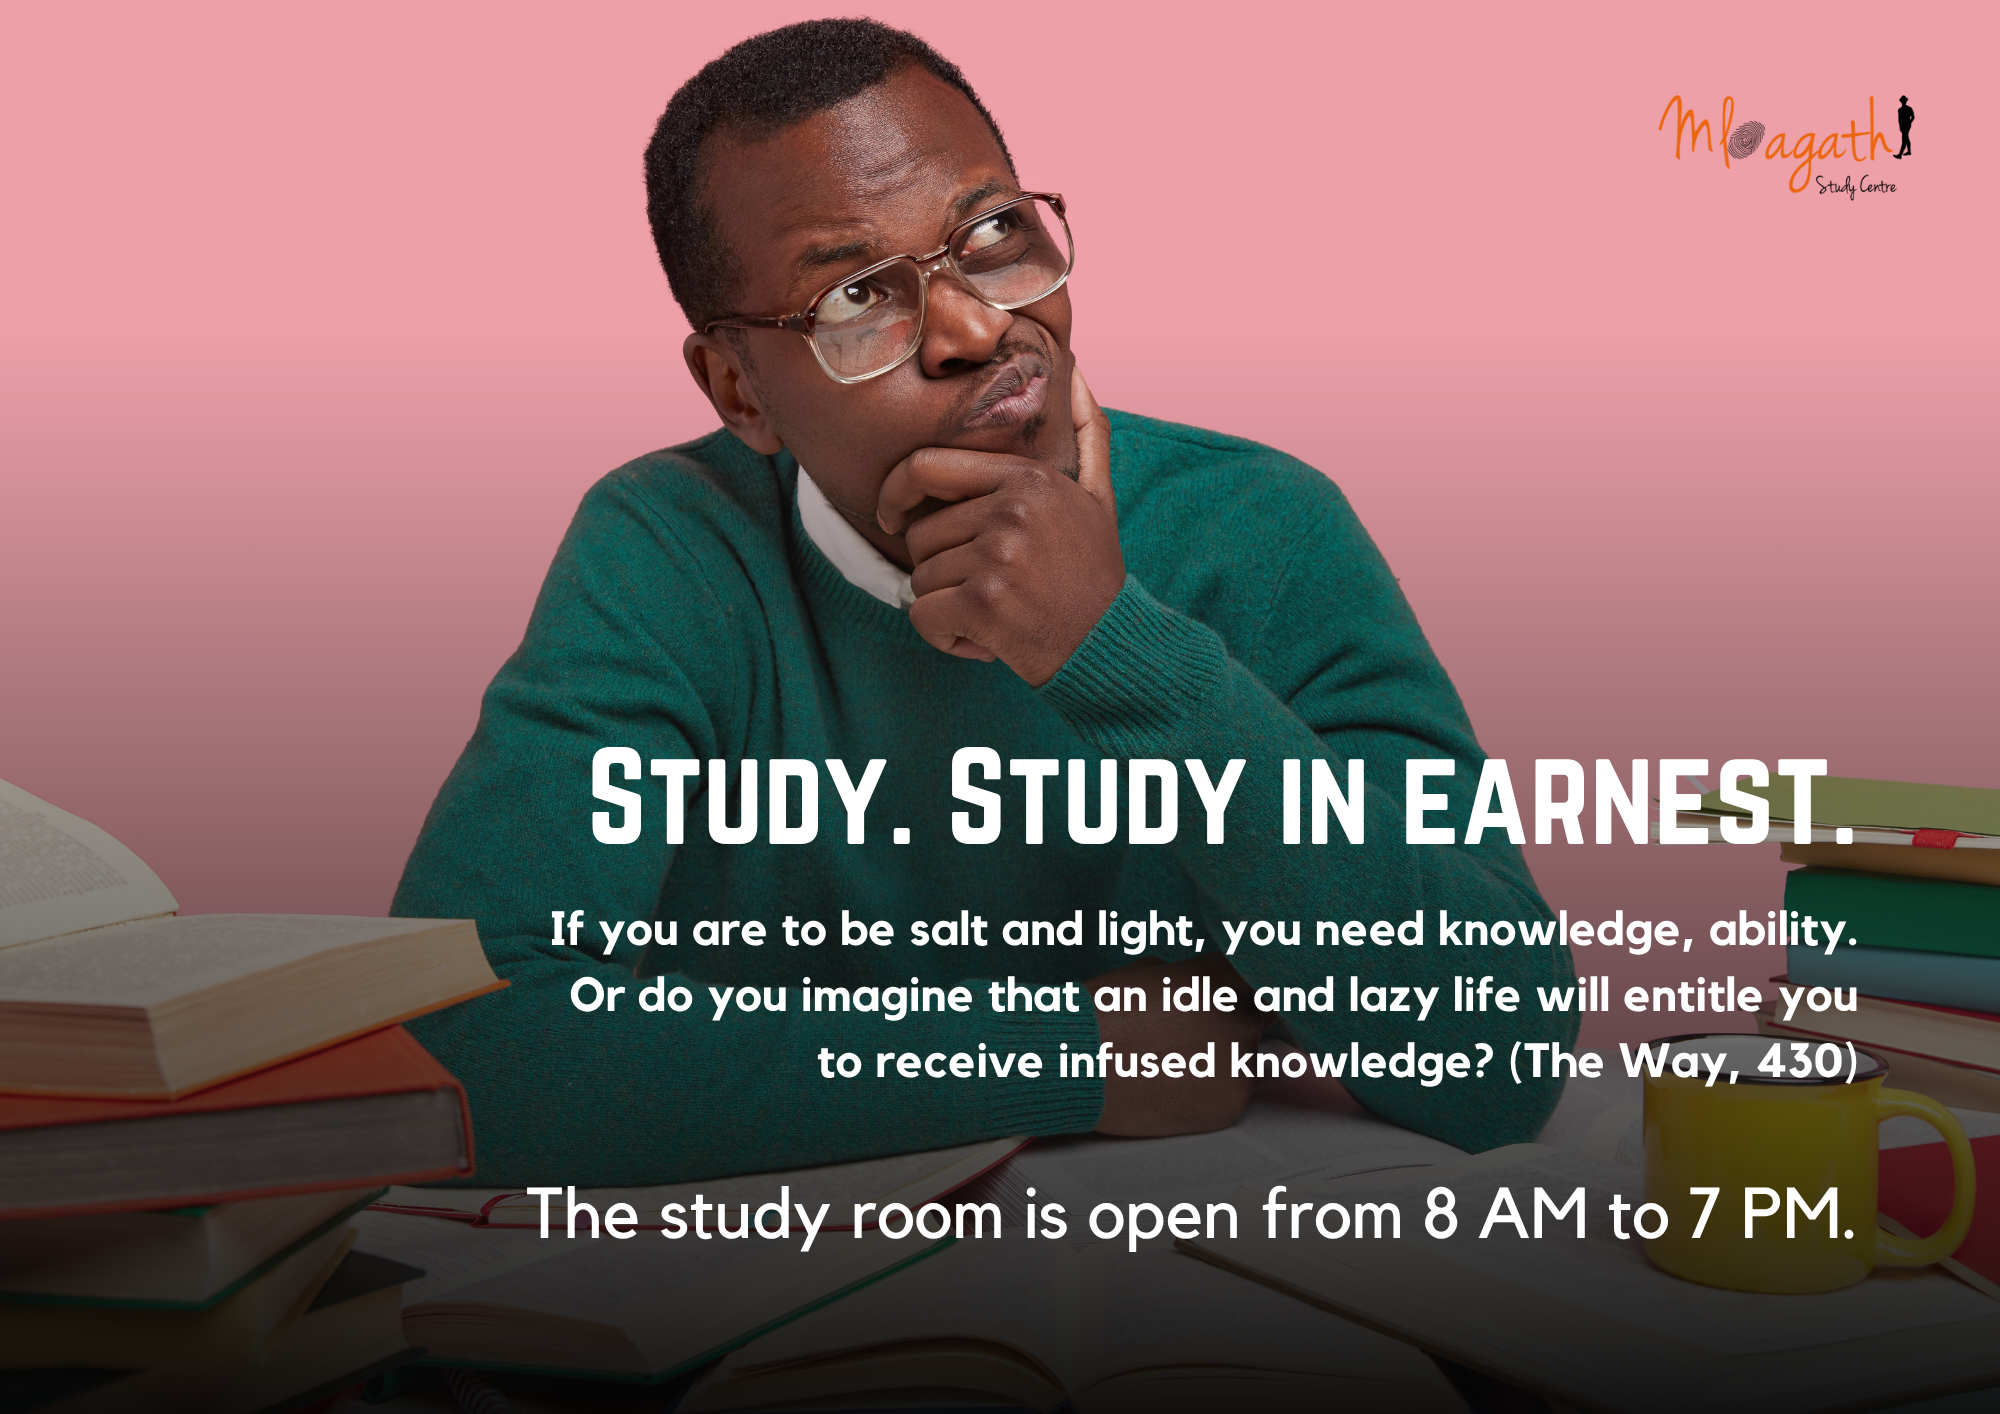 Mbagathi
Study Centre
Study. Study in earnest.
If you are to be salt and light, you need knowledge, ability.
Or do you imagine that an idle and lazy life will entitle you
to receive infused knowledge? (The Way, 430)
The study room is open from 8 AM to 7 PM.